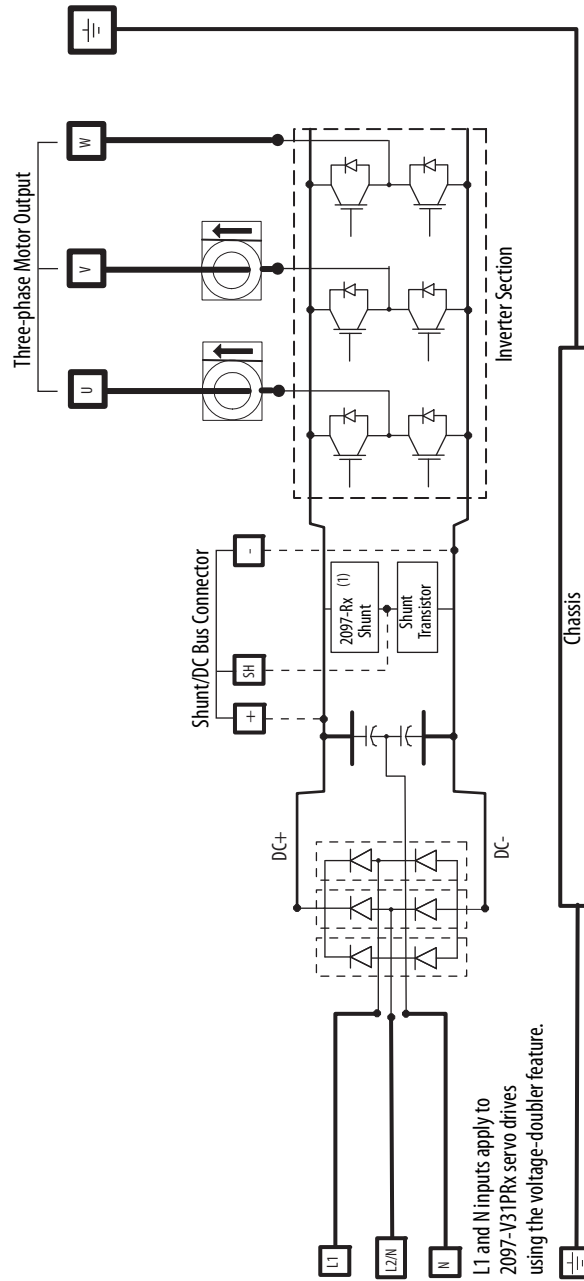 Three-phase Motor Output
U
V
W
Shunt/DC Bus Connector
+
SH
-
2097-Rx (1)
Shunt
Shunt
Transistor
Inverter Section
DC+
DC-
L1
L2/N
N
L1 and N inputs apply to
2097-V31PRx servo drives
using the voltage-doubler feature.
Chassis